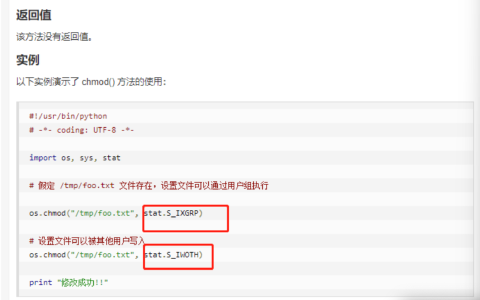 返回值
该方法没有返回值。
实例
以下实例演示了 chmod() 方法的使用：
#!/usr/bin/python
# -*- coding: UTF-8 -*-
import os, sys, stat
# 假定 /tmp/foo.txt 文件存在，设置文件可以通过用户组执行
os.chmod("/tmp/foo.txt", stat.S_IXGRP)
# 设置文件可以被其他用户写入
os.chmod("/tmp/foo.txt", stat.S_IWOTH)
print "修改成功!!"